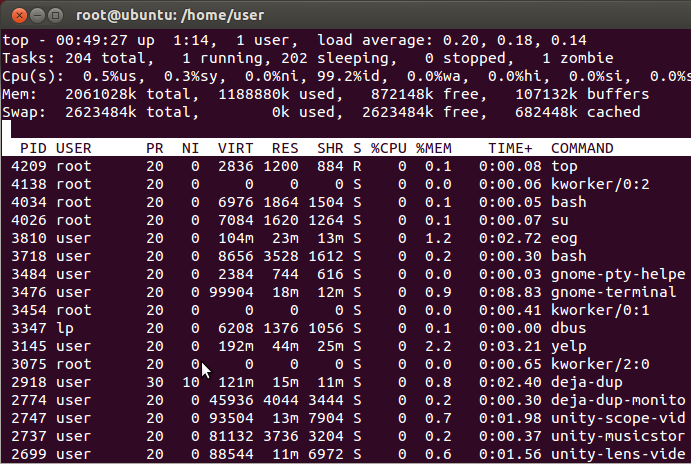 root@ubuntu: /home/user
top - 00:49:27 up  1:14,  1 user,  load average: 0.20, 0.18, 0.14
Tasks: 204 total,   1 running, 202 sleeping,   0 stopped,   1 zombie
Cpu(s):  0.5%us,  0.3%sy,  0.0%ni, 99.2%id,  0.0%wa,  0.0%hi,  0.0%si,  0.0%s
Mem:   2061028k total,  1188880k used,   872148k free,   107132k buffers
Swap:  2623484k total,        0k used,  2623484k free,   682448k cached
PID USER      PR  NI  VIRT  RES  SHR S %CPU %MEM    TIME+  COMMAND
4209 root      20   0  2836 1200  884 R    0  0.1   0:00.08 top
4138 root      20   0     0    0    0 S    0  0.0   0:00.06 kworker/0:2
4034 root      20   0  6976 1864 1504 S    0  0.1   0:00.05 bash
4026 root      20   0  7084 1620 1264 S    0  0.1   0:00.07 su
3810 user      20   0  104m  23m  13m S    0  1.2   0:02.72 eog
3718 user      20   0  8656 3528 1612 S    0  0.2   0:00.30 bash
3484 user      20   0  2384  744  616 S    0  0.0   0:00.03 gnome-pty-helpe
3476 user      20   0 99904  18m  12m S    0  0.9   0:08.83 gnome-terminal
3454 root      20   0     0    0    0 S    0  0.0   0:00.41 kworker/0:1
3347 lp        20   0  6208 1376 1056 S    0  0.1   0:00.00 dbus
3145 user      20   0  192m  44m  25m S    0  2.2   0:03.21 yelp
3075 root      20   0     0    0    0 S    0  0.0   0:00.65 kworker/2:0
2918 user      30  10  121m  15m  11m S    0  0.8   0:02.40 deja-dup
2774 user      20   0 45936 4044 3444 S    0  0.2   0:00.30 deja-dup-monito
2747 user      20   0 93504  13m 7904 S    0  0.7   0:01.98 unity-scope-vid
2737 user      20   0 81132 3736 3204 S    0  0.2   0:00.37 unity-musicstor
2699 user      20   0 88544  11m 6972 S    0  0.6   0:01.56 unity-lens-vide